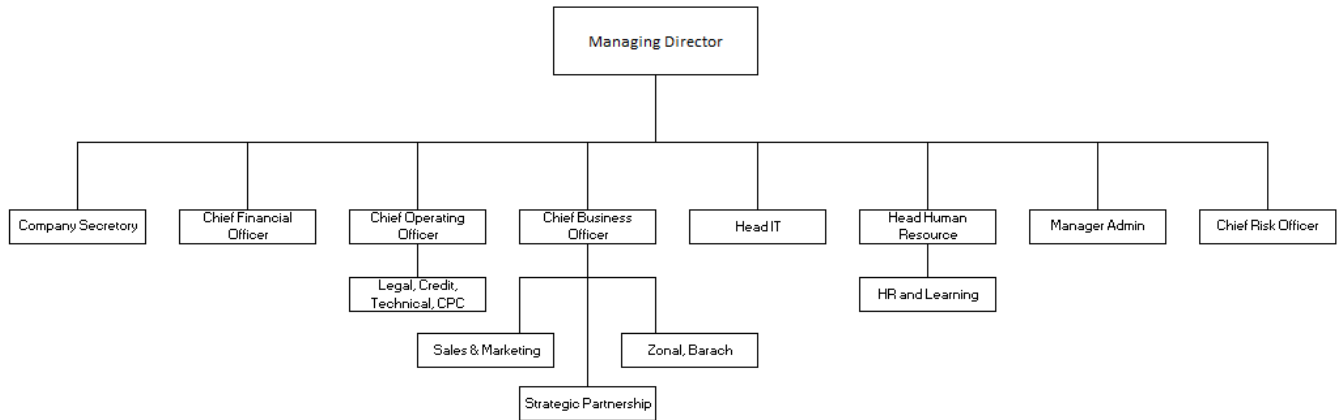 Managing Director
Company Secretory
Chief Financial
Officer
Chief Operating
Officer
Chief Business
Officer
Head IT
Head Human
Resource
Manager Admin
Chief Risk Officer
Legal, Credit,
Technical, CPC
HR and Learning
Sales & Marketing
Zonal, Barach
Strategic Partnership